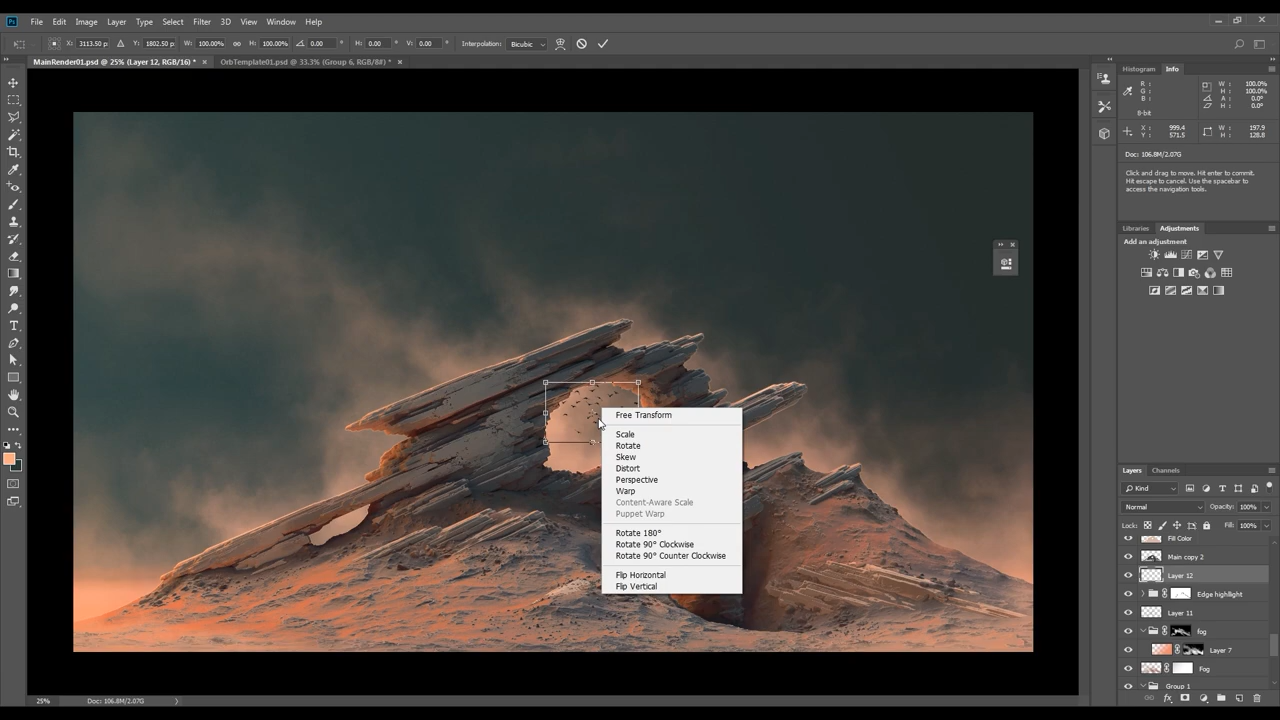 Ps File Edit Image Layer Type Select Filter 3D View Window Help
X: 3113.50 p: Y: 1802.50 p: W: 100.00% H: 100.00% 0.00 ° H: 0.00 ° V: 0.00 ° Interpolation: Bicubic
MainRender01.psd @ 25% (Layer 12, RGB/16) * × OrbTemplate01.psd @ 33.3% (Group 6, RGB/8#) * ×
Histogram Info
R : W : 100.0%
G : H : 100.0%
B : A : 0.0°
H : 0.0°
8-bit
X : 999.4 W : 197.9
Y : 571.5 H : 128.8
Doc: 106.8M/2.07G
Click and drag to move. Hit enter to commit.
Hit escape to cancel. Use the spacebar to
access the navigation tools.
Libraries Adjustments
Add an adjustment
Free Transform
Scale
Rotate
Skew
Distort
Perspective
Warp
Content-Aware Scale
Puppet Warp
Rotate 180°
Rotate 90° Clockwise
Rotate 90° Counter Clockwise
Flip Horizontal
Flip Vertical
Layers Channels
Kind
Normal Opacity: 100%
Lock: Fill: 100%
Fill Color
Main copy 2
Layer 12
Edge highlight
Layer 11
fog
Layer 7
Fog
Group 1
25% Doc: 106.8M/2.07G